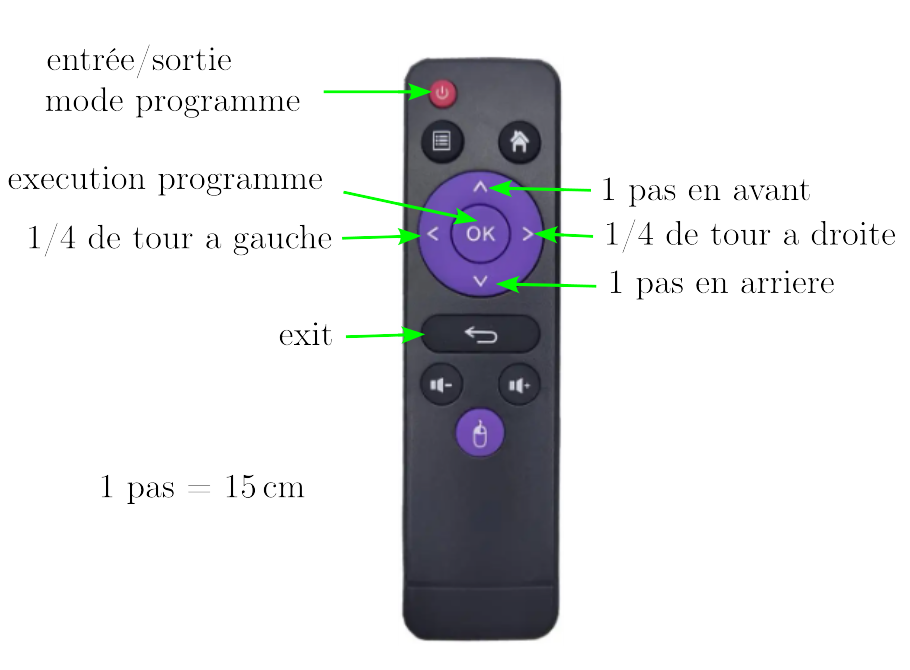 entrée/sortie
mode programme
execution programme
1 pas en avant
1/4 de tour a gauche
OK
1/4 de tour a droite
1 pas en arriere
exit
1 pas = 15 cm